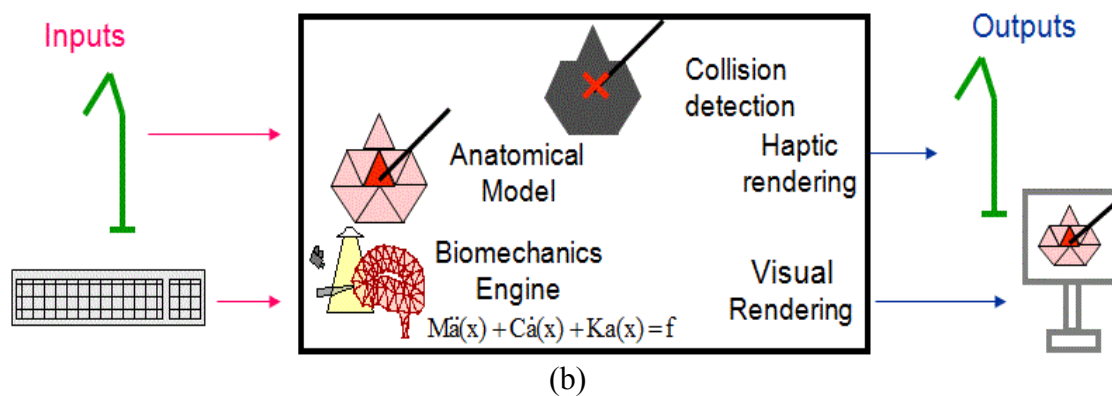 Inputs
Outputs
Collision
detection
Anatomical
Model
Haptic
rendering
Biomechanics
Engine
Visual
Rendering
Mä(x) + Cȧ(x) + Ka(x) = f
(b)